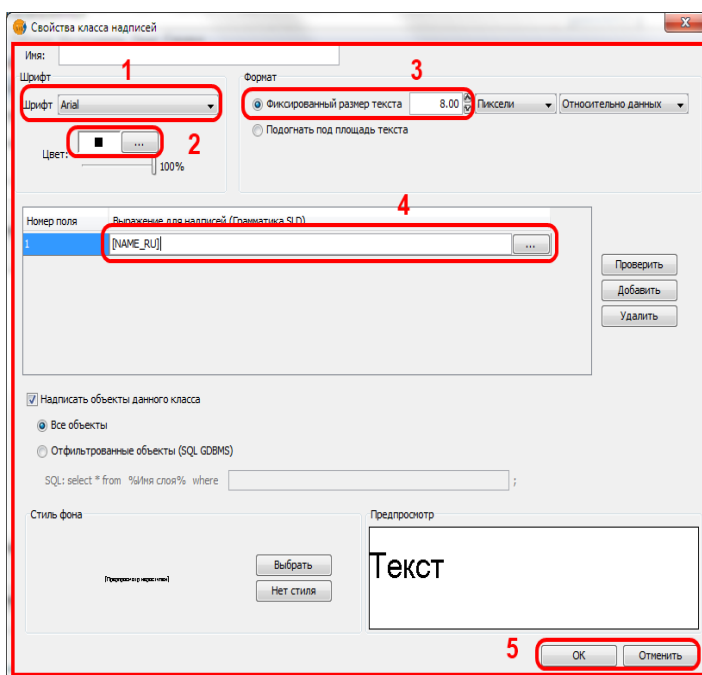 Свойства класса надписей
Имя:
1
3
Шрифт
Формат
Шрифт Arial
Фиксированный размер текста 8.00 Пиксели Относительно данных
2
...
Подогнать под площадь текста
Цвет:
100%
4
Номер поля Выражение для надписей (Грамматика SLD)
1 [NAME_RU] ...
Проверить
Добавить
Удалить
Надписать объекты данного класса
Все объекты
Отфильтрованные объекты (SQL GDBMS)
SQL: select * from %Имя слоя% where ;
Стиль фона
Предпросмотр
Текст
Выбрать
Нет стиля
5
ОК Отменить